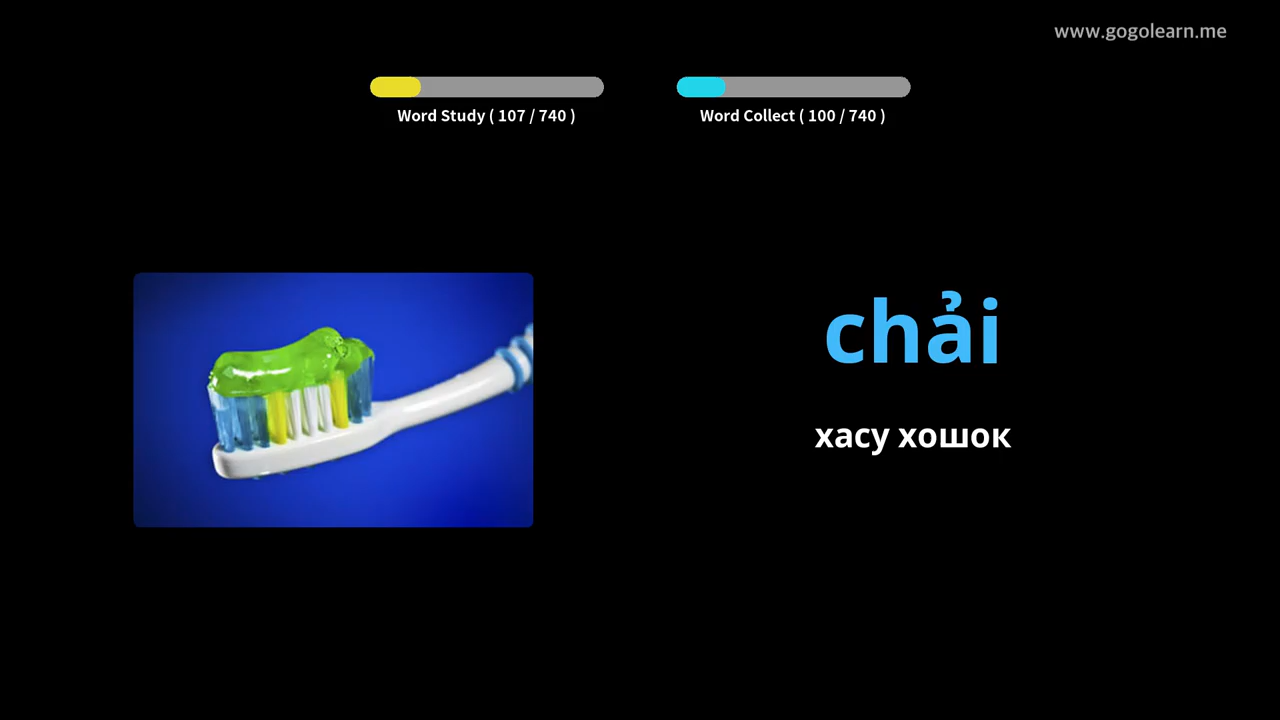 www.gogolearn.me
Word Study ( 107 / 740 )
Word Collect ( 100 / 740 )
chải
хасу хошок